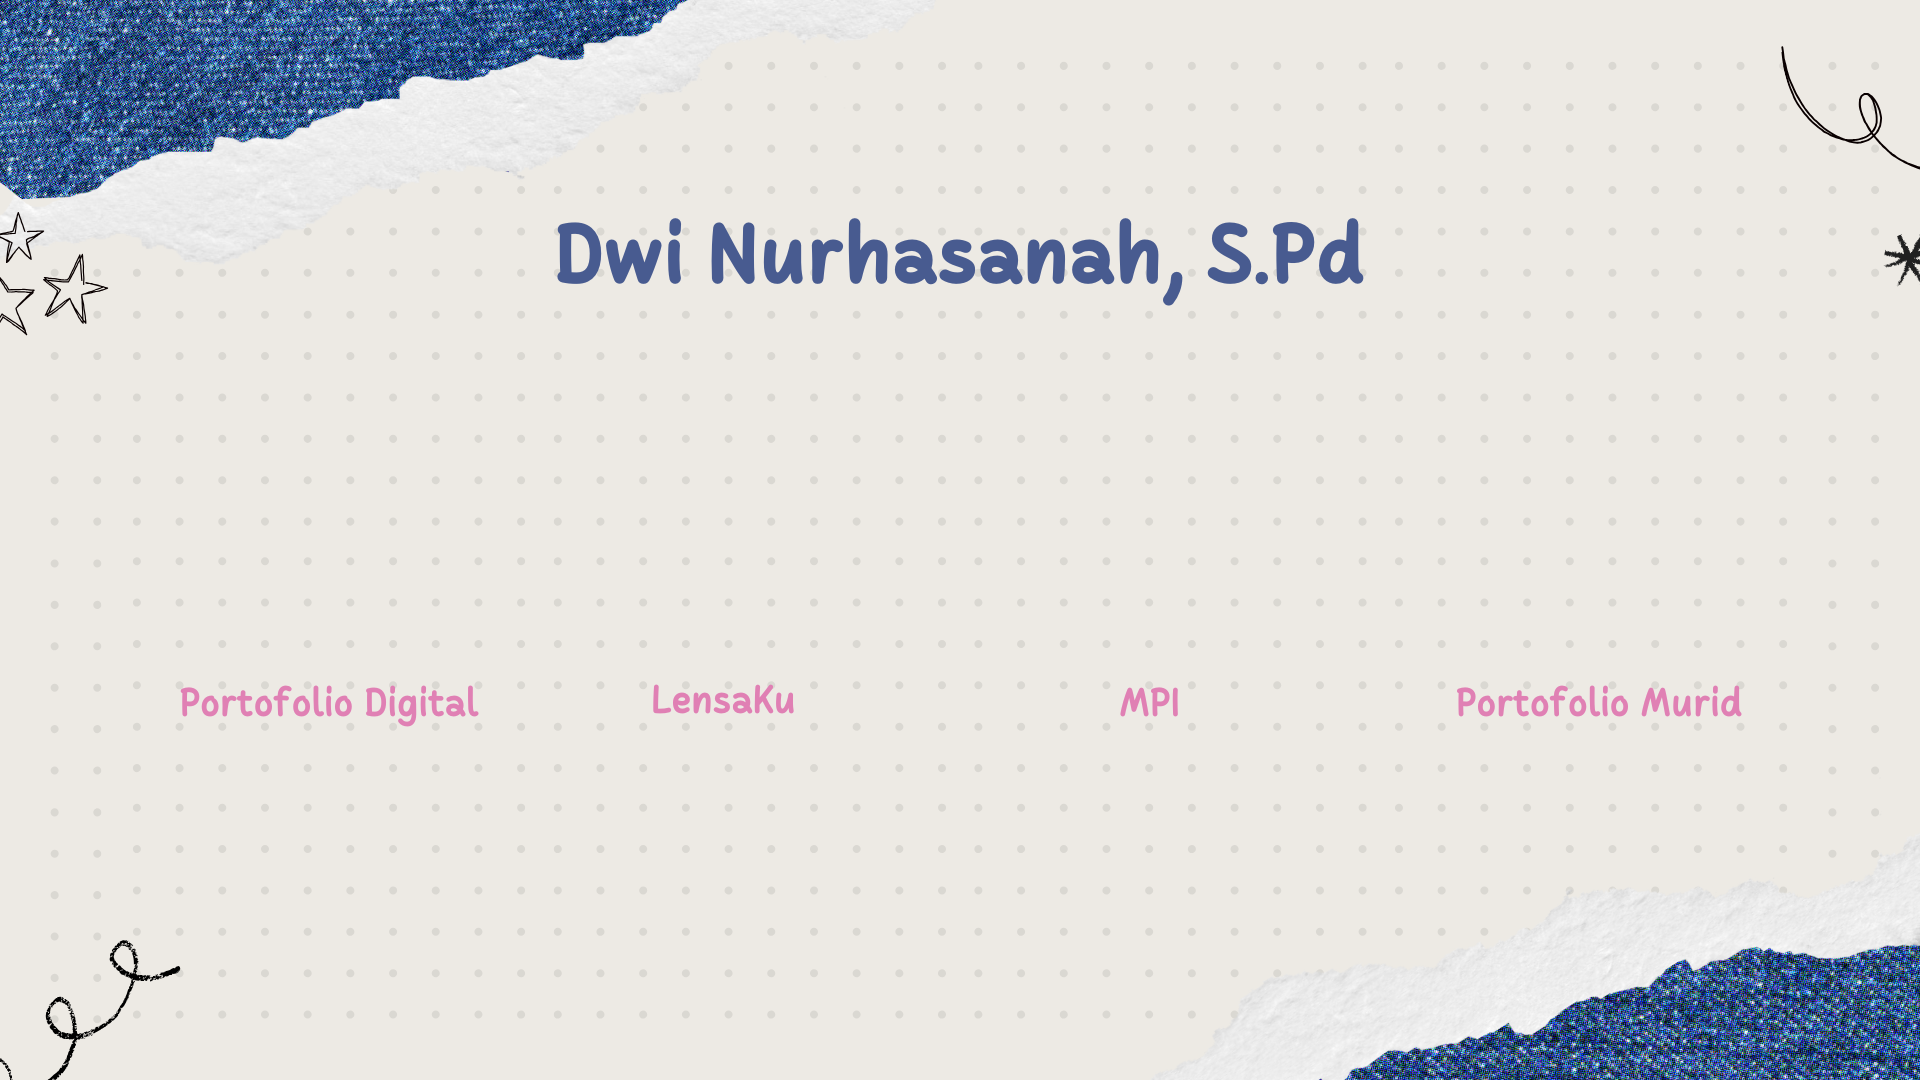 Dwi Nurhasanah, S.Pd
Portofolio Digital
LensaKu
MPI
Portofolio Murid